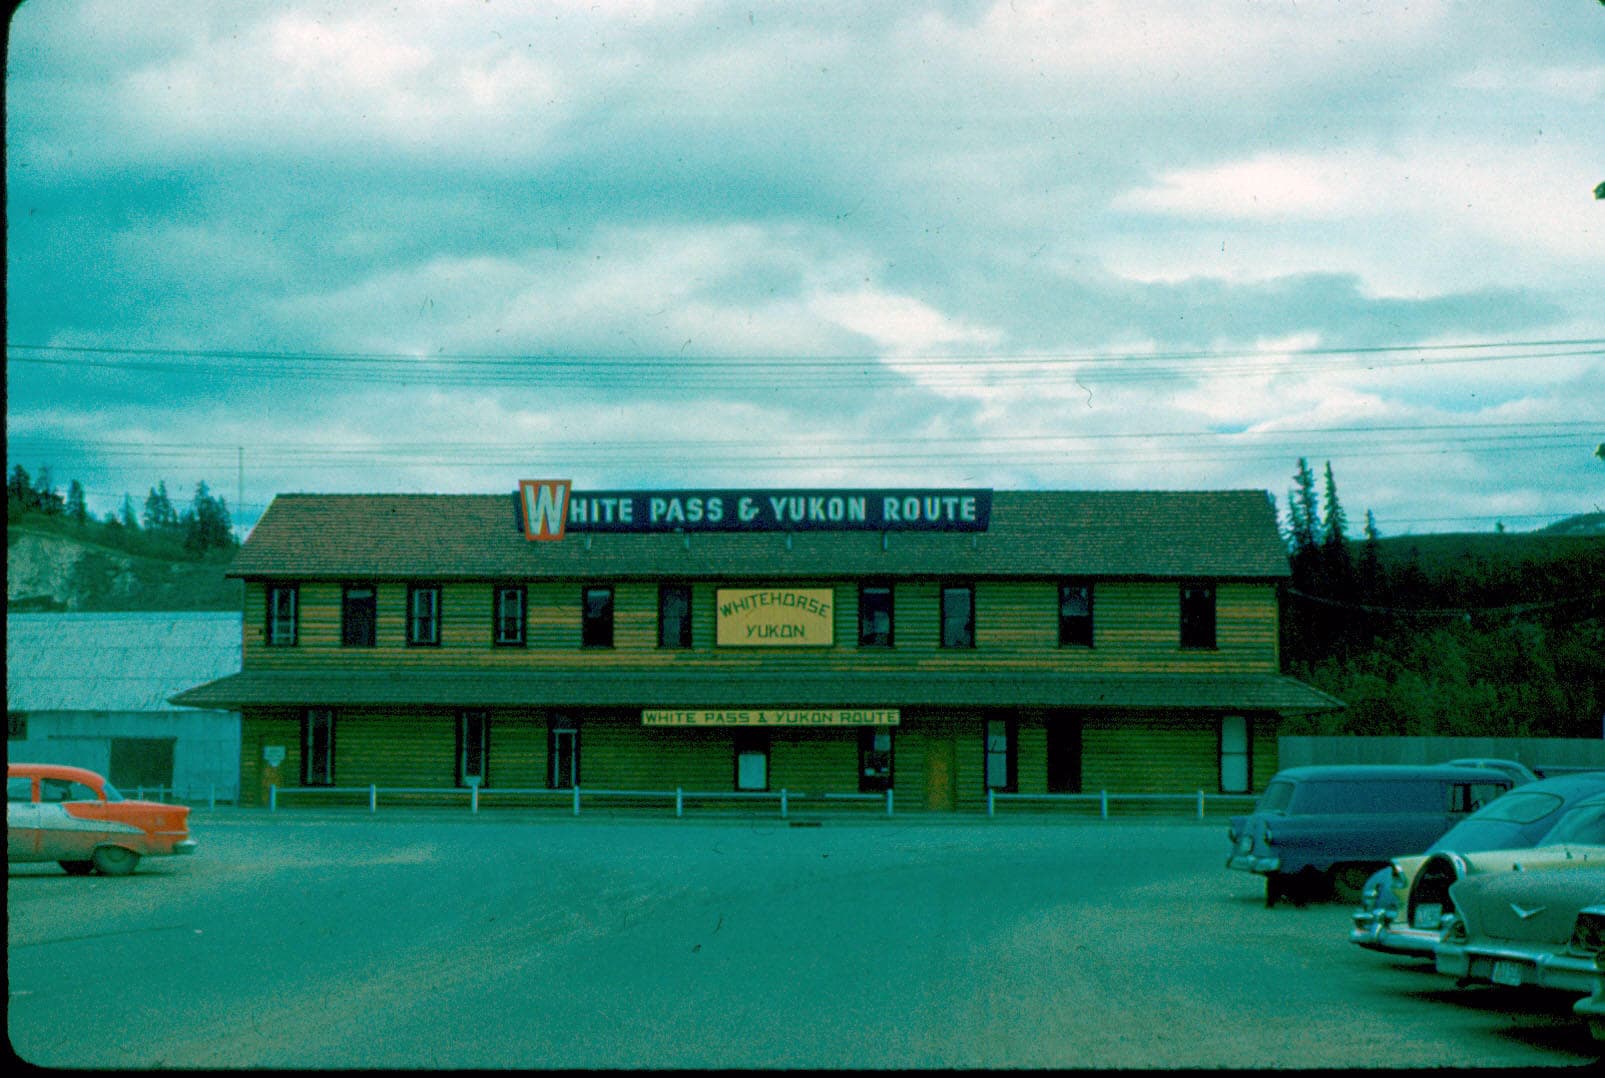 WHITE PASS & YUKON ROUTE
WHITEHORSE
YUKON
WHITE PASS & YUKON ROUTE